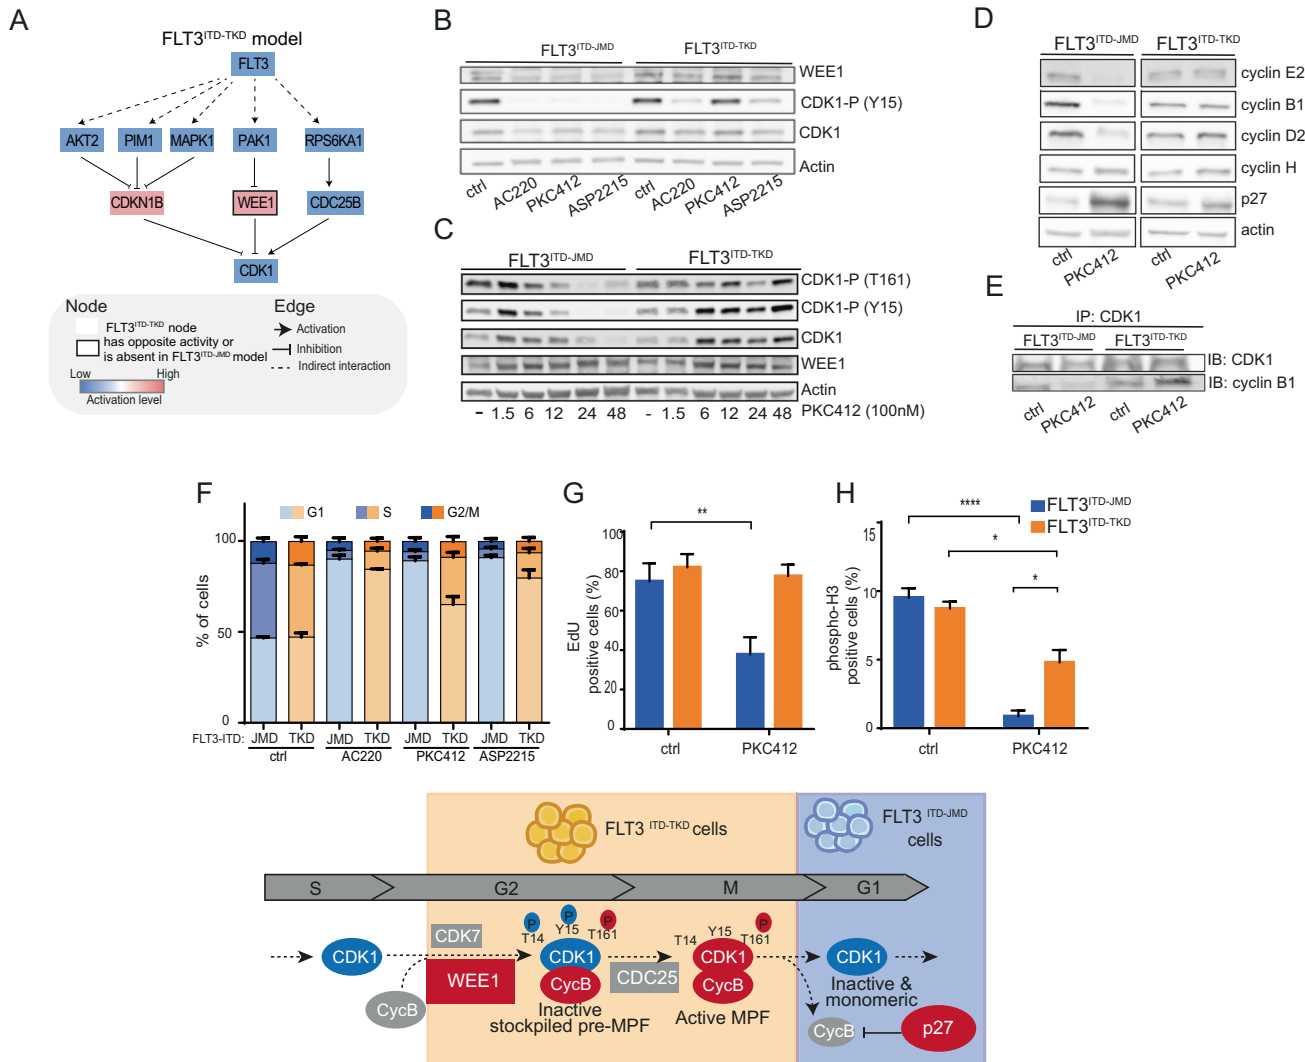 A
FLT3ITD-TKD model
FLT3
AKT2 PIM1 MAPK1 PAK1 RPS6KA1
CDKN1B WEE1 CDC25B
CDK1
Node Edge
FLT3ITD-TKD node
has opposite activity or
is absent in FLT3ITD-JMD model
Low High
Activation level
Activation
Inhibition
Indirect interaction
B
FLT3ITD-JMD FLT3ITD-TKD
WEE1
CDK1-P (Y15)
CDK1
Actin
ctrl AC220 PKC412 ASP2215 ctrl AC220 PKC412 ASP2215
C
FLT3ITD-JMD FLT3ITD-TKD
CDK1-P (T161)
CDK1-P (Y15)
CDK1
WEE1
Actin
- 1.5 6 12 24 48 - 1.5 6 12 24 48 PKC412 (100nM)
D
FLT3ITD-JMD FLT3ITD-TKD
cyclin E2
cyclin B1
cyclin D2
cyclin H
p27
actin
ctrl PKC412 ctrl PKC412
E
IP: CDK1
FLT3ITD-JMD FLT3ITD-TKD
IB: CDK1
IB: cyclin B1
ctrl PKC412 ctrl PKC412
F
G1 S G2/M
% of cells
100
50
0
FLT3-ITD: JMD TKD JMD TKD JMD TKD JMD TKD
ctrl AC220 PKC412 ASP2215
G
**
EdU
positive cells (%)
100
80
60
40
80
20
0
ctrl PKC412
H
FLT3ITD-JMD
FLT3ITD-TKD
****
*
*
phospho-H3
positive cells (%)
15
10
5
0
ctrl PKC412
FLT3 ITD-TKD cells
FLT3 ITD-JMD
cells
S G2 M G1
CDK1
CycB
CDK7
WEE1
P P P
T14 Y15 T161
CDK1
CycB
Inactive
stockpiled pre-MPF
CDC25
P
T14 Y15 T161
CDK1
CycB
Active MPF
CDK1
Inactive &
monomeric
CycB p27